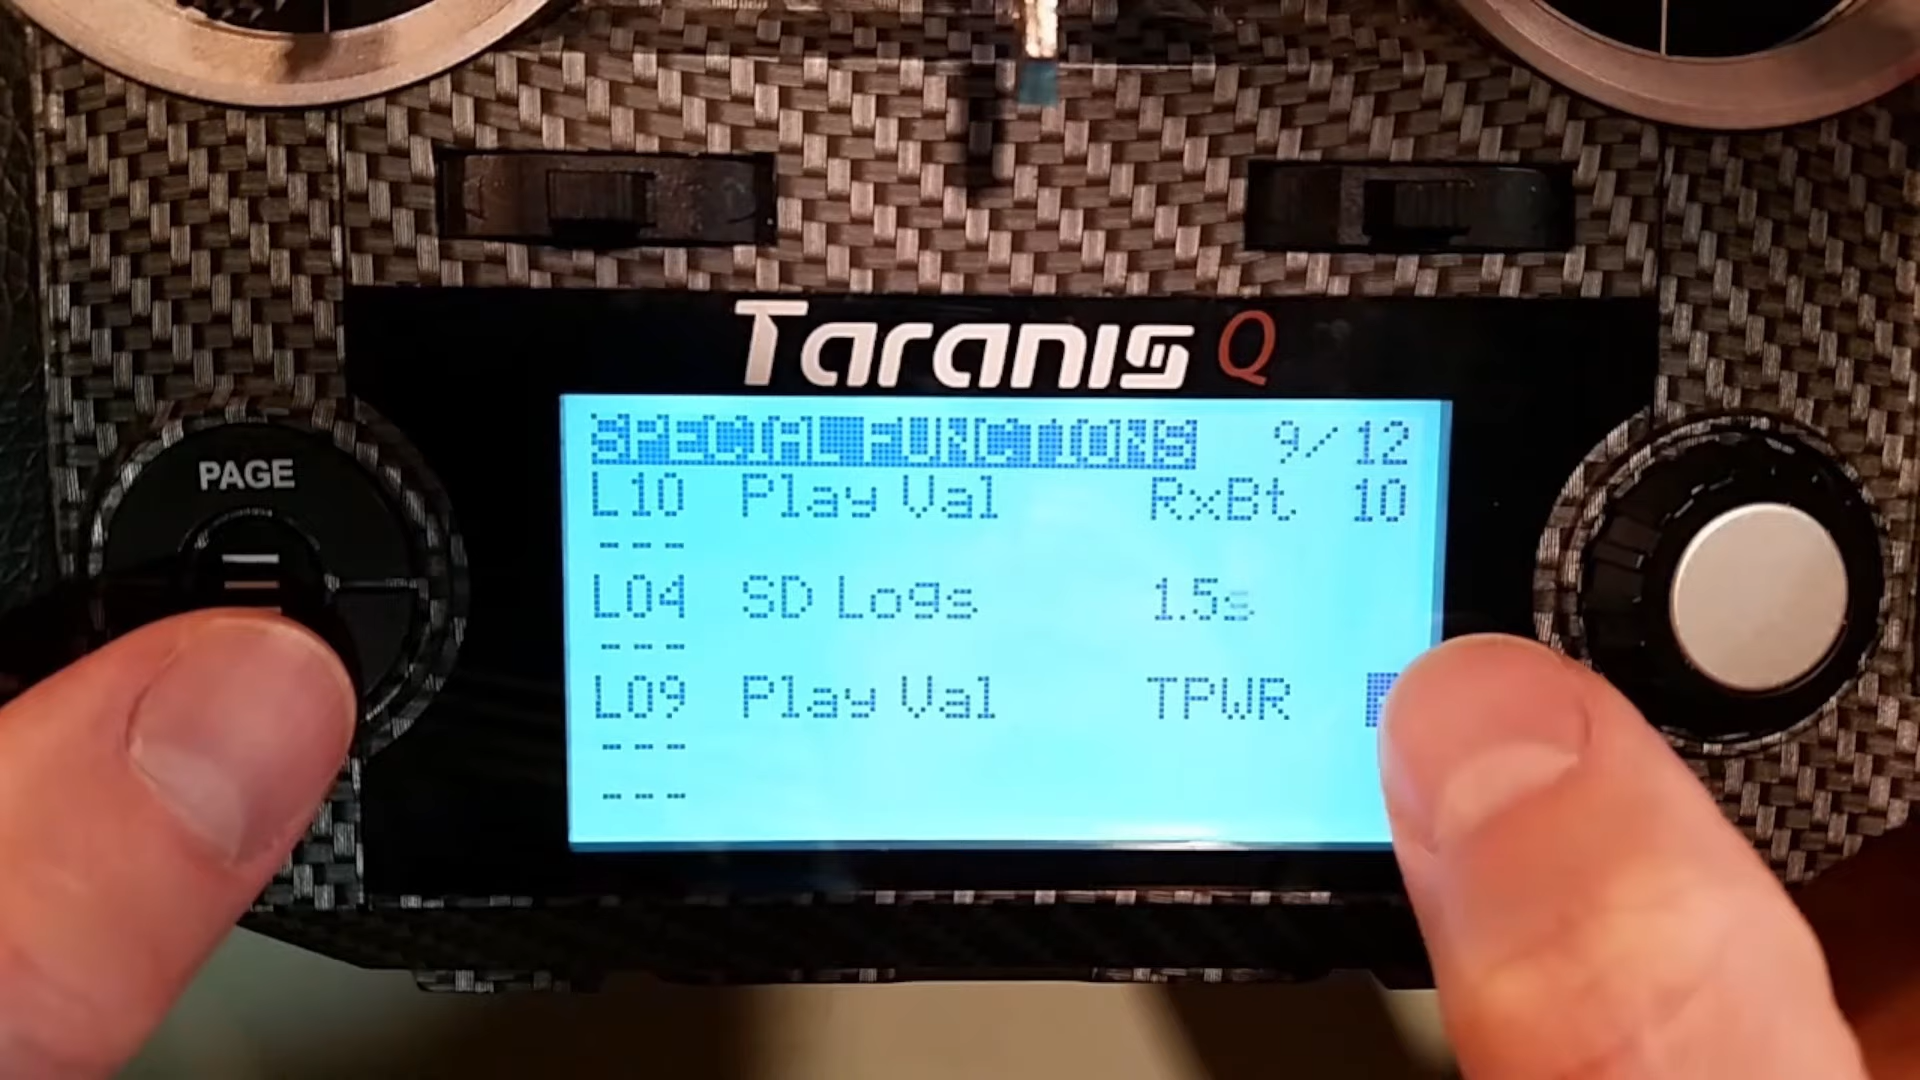 Taranis Q
SPECIAL FUNCTIONS 9/12
L10 Play Val RxBt 10
---
L04 SD Logs 1.5s
---
L09 Play Val TPWR
---
---
PAGE